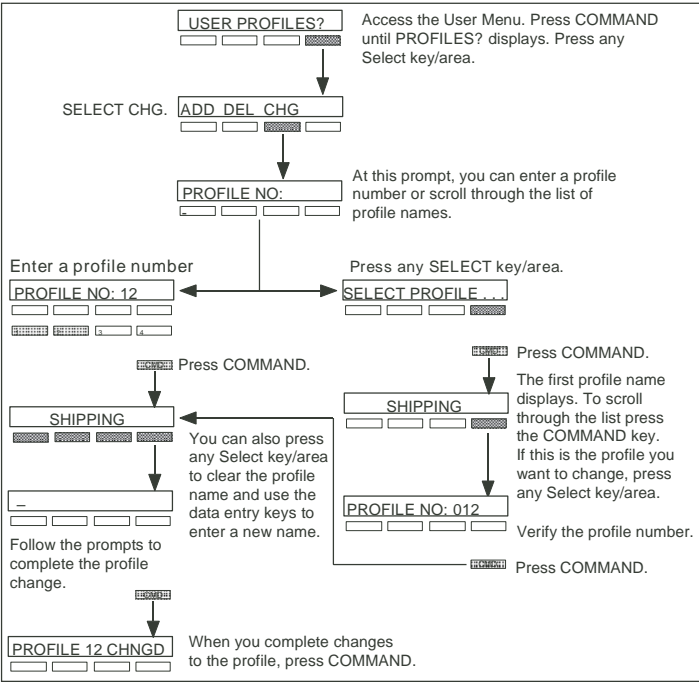 USER PROFILES?
Access the User Menu. Press COMMAND
until PROFILES? displays. Press any
Select key/area.
SELECT CHG.
ADD DEL CHG
PROFILE NO:
-
At this prompt, you can enter a profile
number or scroll through the list of
profile names.
Enter a profile number
PROFILE NO: 12
1 2 3 4
Press any SELECT key/area.
SELECT PROFILE . . .
CMD Press COMMAND.
SHIPPING
You can also press
any Select key/area
to clear the profile
name and use the
data entry keys to
enter a new name.
_
Follow the prompts to
complete the profile
change.
CMD
PROFILE 12 CHNGD
When you complete changes
to the profile, press COMMAND.
CMD Press COMMAND.
The first profile name
displays. To scroll
through the list press
the COMMAND key.
If this is the profile you
want to change, press
any Select key/area.
SHIPPING
PROFILE NO: 012
Verify the profile number.
CMD Press COMMAND.